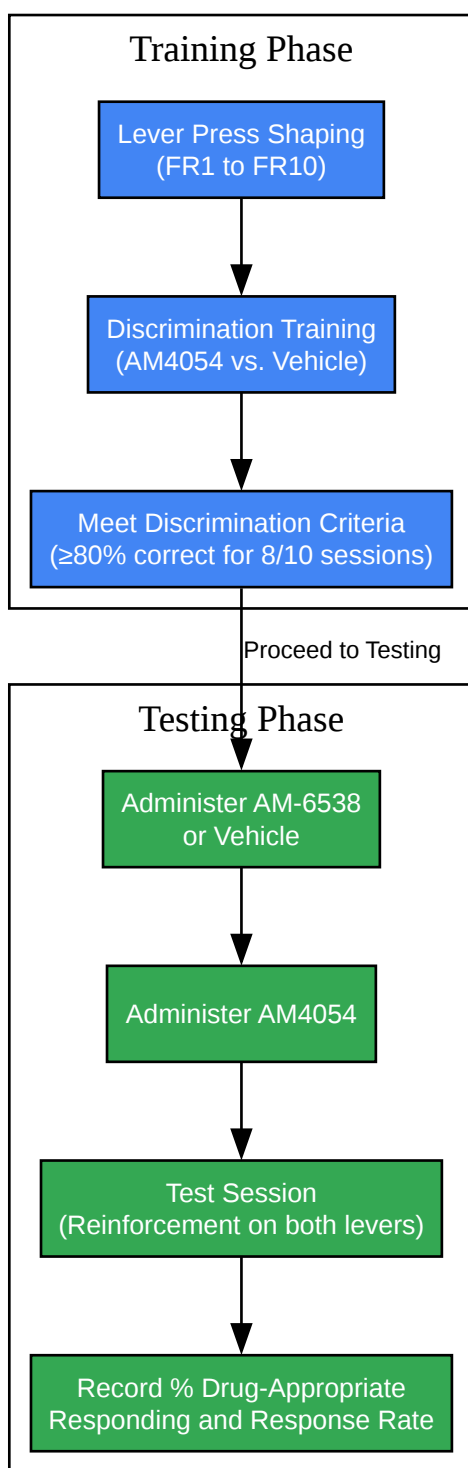 Training Phase
Lever Press Shaping
(FR1 to FR10)
Discrimination Training
(AM4054 vs. Vehicle)
Meet Discrimination Criteria
(≥80% correct for 8/10 sessions)
Proceed to Testing
Testing Phase
Administer AM-6538
or Vehicle
Administer AM4054
Test Session
(Reinforcement on both levers)
Record % Drug-Appropriate
Responding and Response Rate